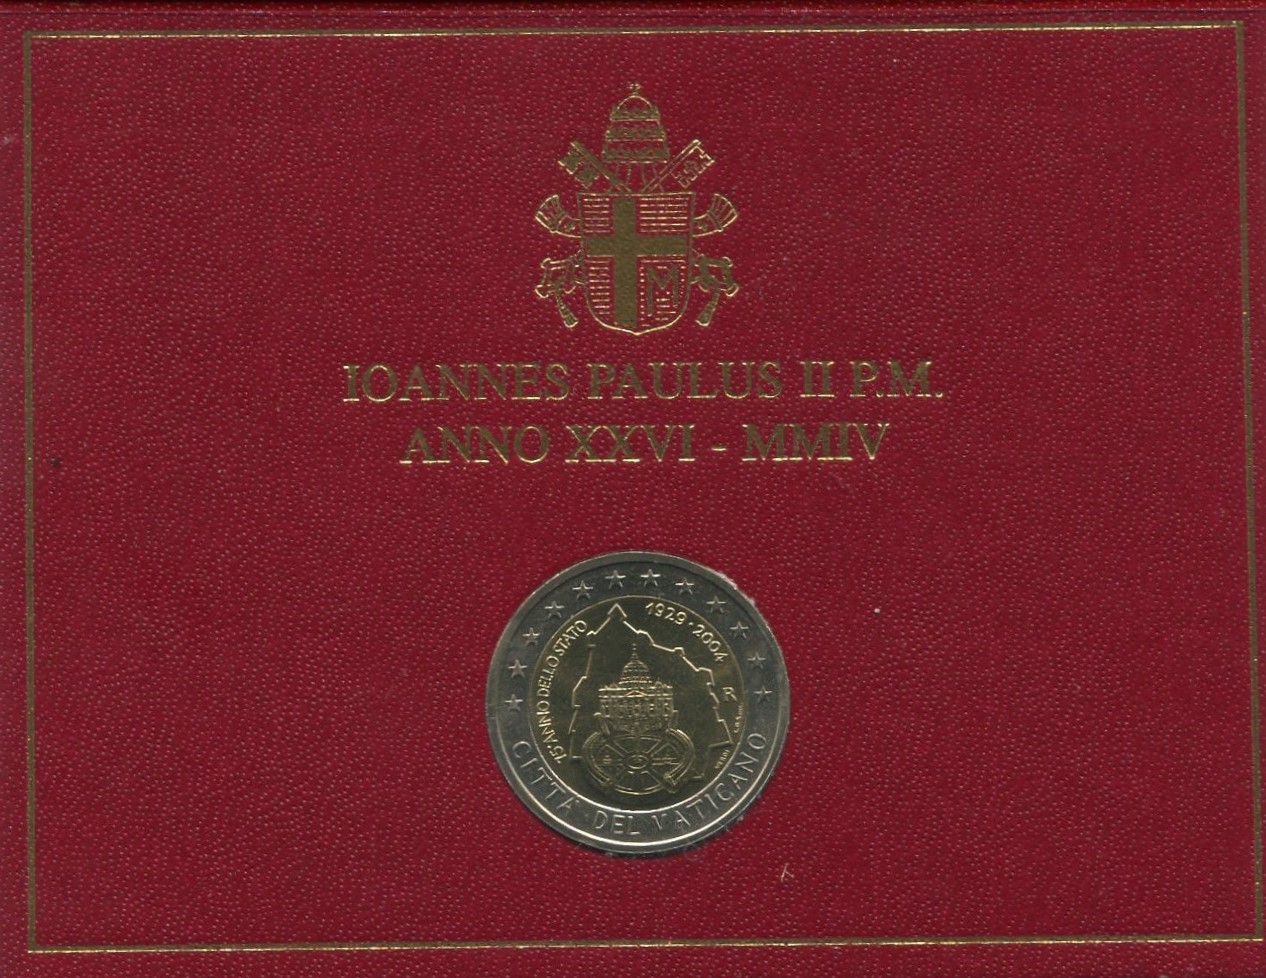 M
IOANNES PAULUS II P.M.
ANNO XXVI - MMIV
75° ANNO DELLO STATO
1929 · 2004
R
CITTA' DEL VATICANO